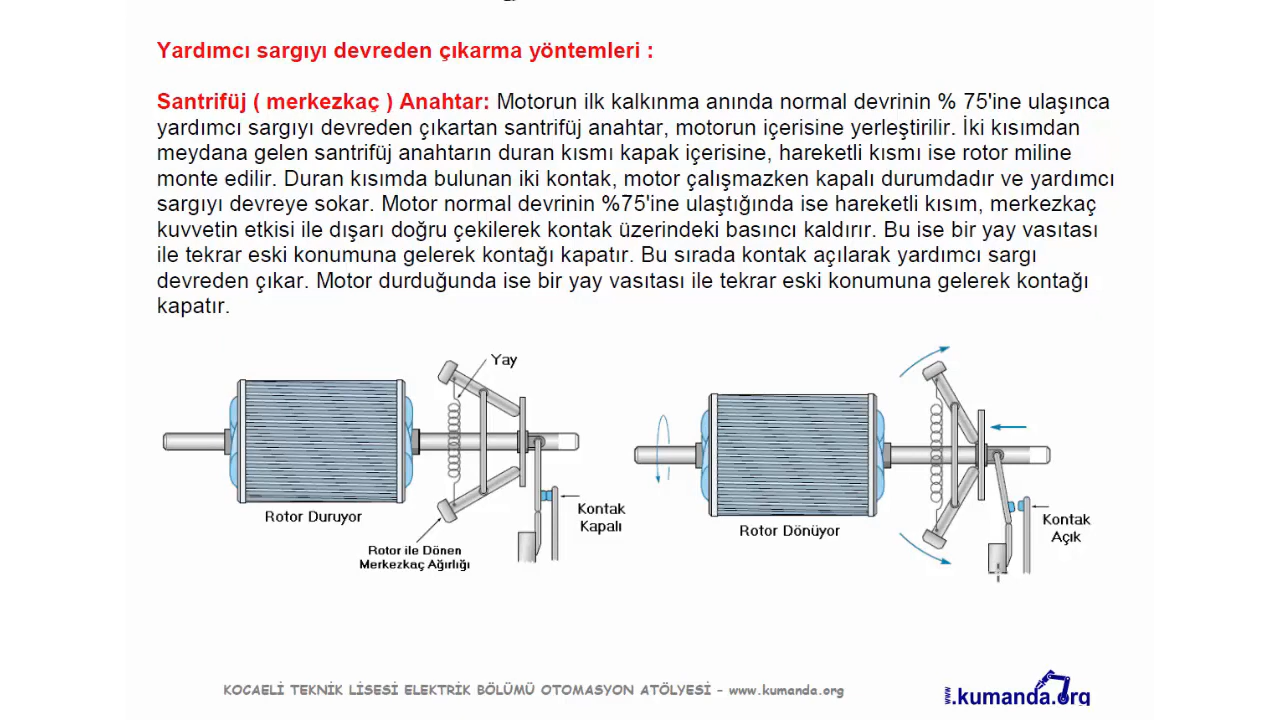 Yardımcı sargıyı devreden çıkarma yöntemleri :
Santrifüj ( merkezkaç ) Anahtar: Motorun ilk kalkınma anında normal devrinin % 75'ine ulaşınca
yardımcı sargıyı devreden çıkartan santrifüj anahtar, motorun içerisine yerleştirilir. İki kısımdan
meydana gelen santrifüj anahtarın duran kısmı kapak içerisine, hareketli kısmı ise rotor miline
monte edilir. Duran kısımda bulunan iki kontak, motor çalışmazken kapalı durumdadır ve yardımcı
sargıyı devreye sokar. Motor normal devrinin %75'ine ulaştığında ise hareketli kısım, merkezkaç
kuvvetin etkisi ile dışarı doğru çekilerek kontak üzerindeki basıncı kaldırır. Bu ise bir yay vasıtası
ile tekrar eski konumuna gelerek kontağı kapatır. Bu sırada kontak açılarak yardımcı sargı
devreden çıkar. Motor durduğunda ise bir yay vasıtası ile tekrar eski konumuna gelerek kontağı
kapatır.
Yay
Rotor Duruyor
Kontak
Kapalı
Rotor ile Dönen
Merkezkaç Ağırlığı
Rotor Dönüyor
Kontak
Açık
KOCAELİ TEKNİK LİSESİ ELEKTRİK BÖLÜMÜ OTOMASYON ATÖLYESİ - www.kumanda.org
www.kumanda.org